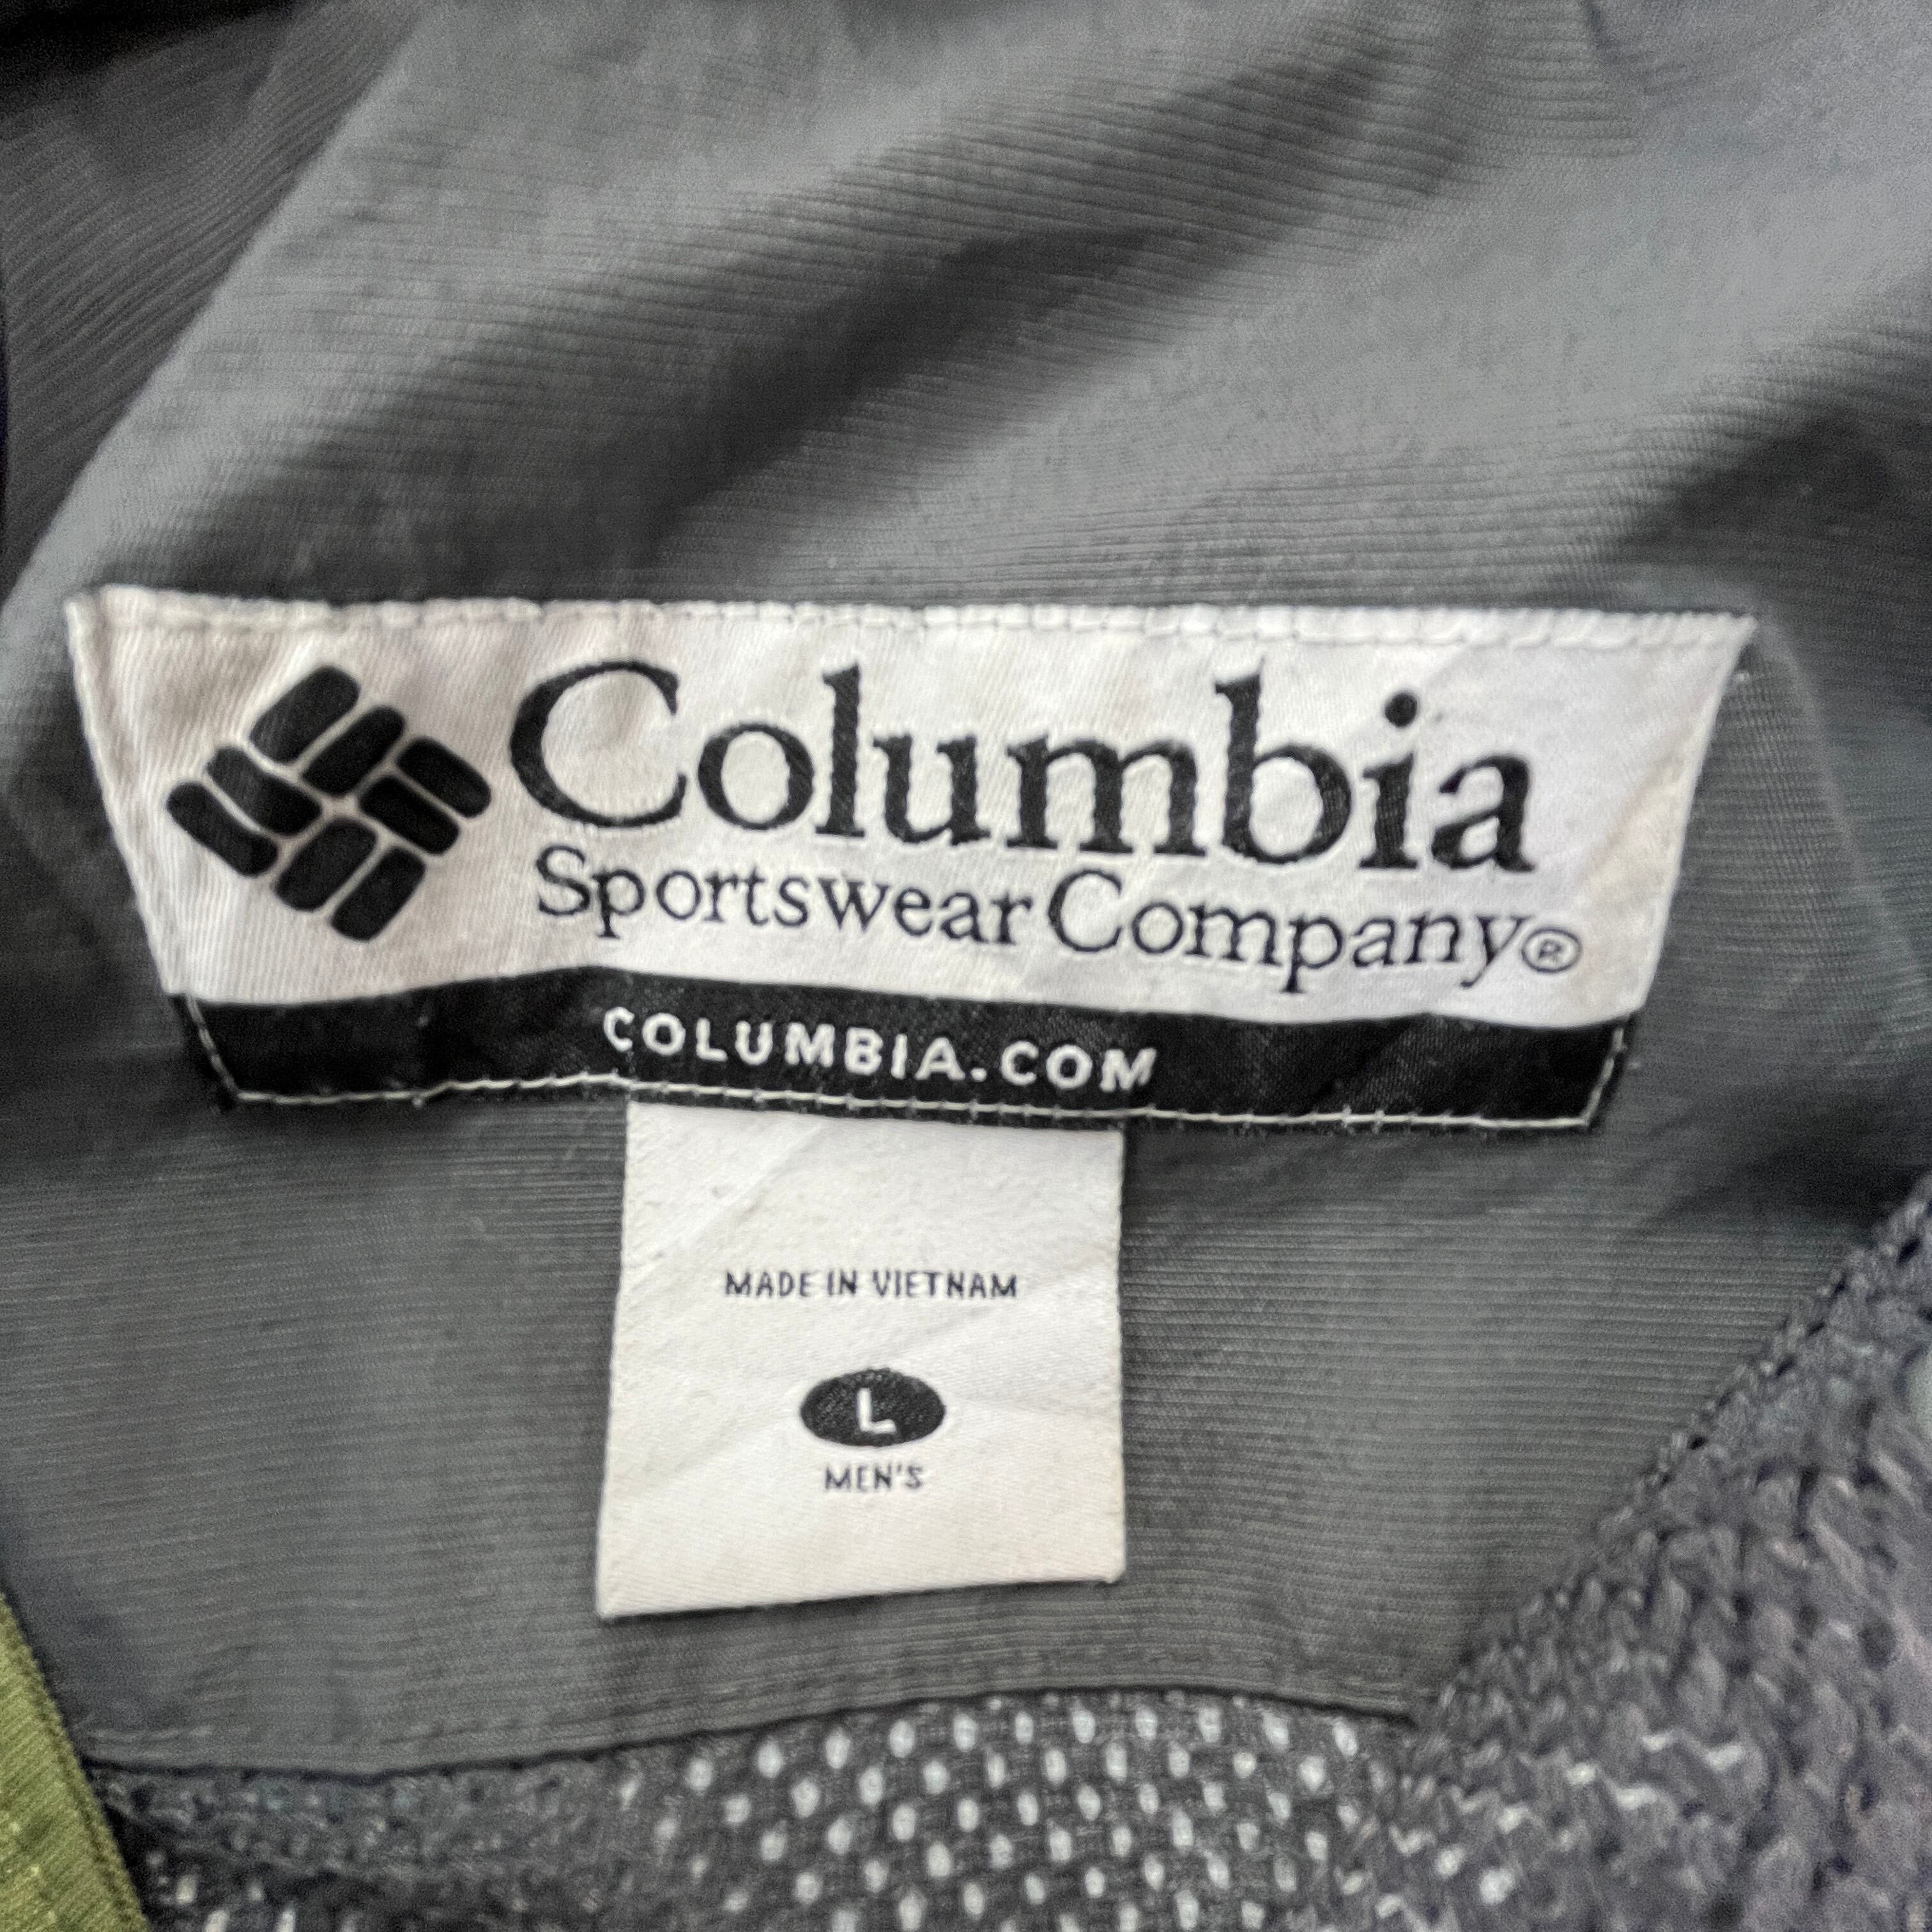 Columbia
Sportswear Company®
COLUMBIA.COM
MADE IN VIETNAM
L
MEN'S